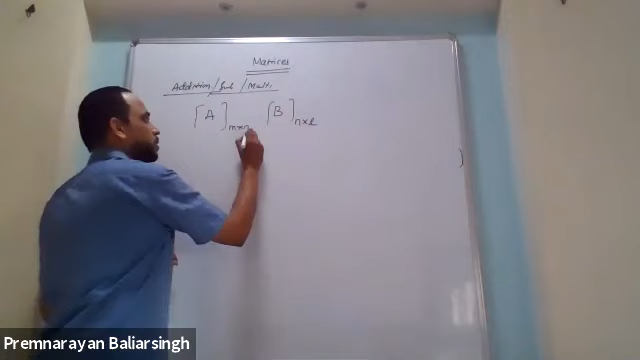 Matrices
Addition/Sub/Multi
[A]m×n [B]n×l
Premnarayan Baliarsingh